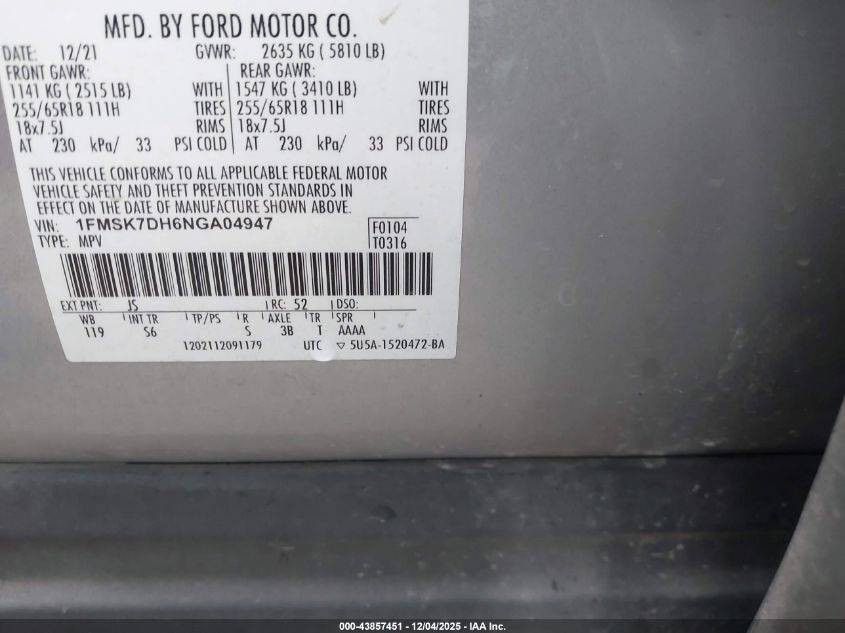 MFD. BY FORD MOTOR CO.
DATE: 12/21 GVWR: 2635 KG ( 5810 LB)
FRONT GAWR: REAR GAWR:
1141 KG ( 2515 LB) WITH 1547 KG ( 3410 LB) WITH
255/65R18 111H TIRES 255/65R18 111H TIRES
18x7.5J RIMS 18x7.5J RIMS
AT 230 kPa/ 33 PSI COLD AT 230 kPa/ 33 PSI COLD
THIS VEHICLE CONFORMS TO ALL APPLICABLE FEDERAL MOTOR
VEHICLE SAFETY AND THEFT PREVENTION STANDARDS IN
EFFECT ON THE DATE OF MANUFACTURE SHOWN ABOVE.
VIN: 1FMSK7DH6NGA04947 F0104
TYPE: MPV T0316
EXT PNT: JS RC: 52 DSO:
WB INT TR TP/PS R AXLE TR SPR
119 S6 S 3B T AAAA
1202112091179 UTC ▽ 5U5A-1520472-BA
000-43857451 - 12/04/2025 - IAA Inc.